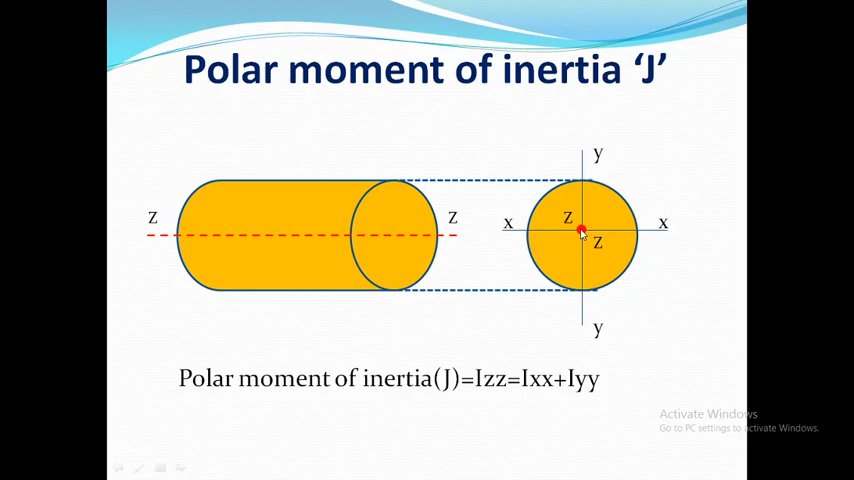 Polar moment of inertia ‘J’
y
z
z
x
z
x
z
y
Polar moment of inertia(J)=Izz=Ixx+Iyy
Activate Windows
Go to PC settings to activate Windows.